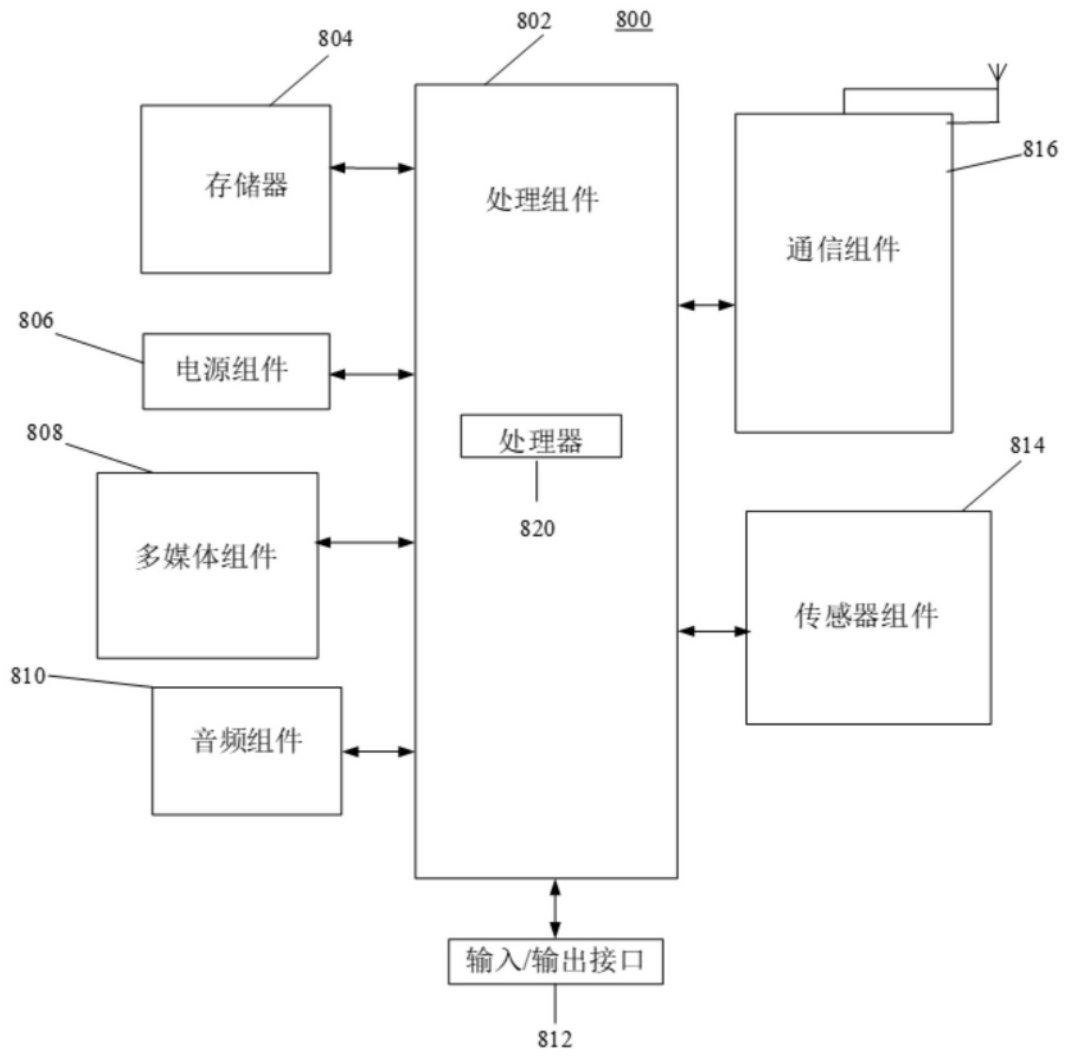 800
802
804
存储器
处理组件
816
通信组件
806
电源组件
处理器
820
808
多媒体组件
814
传感器组件
810
音频组件
输入/输出接口
812